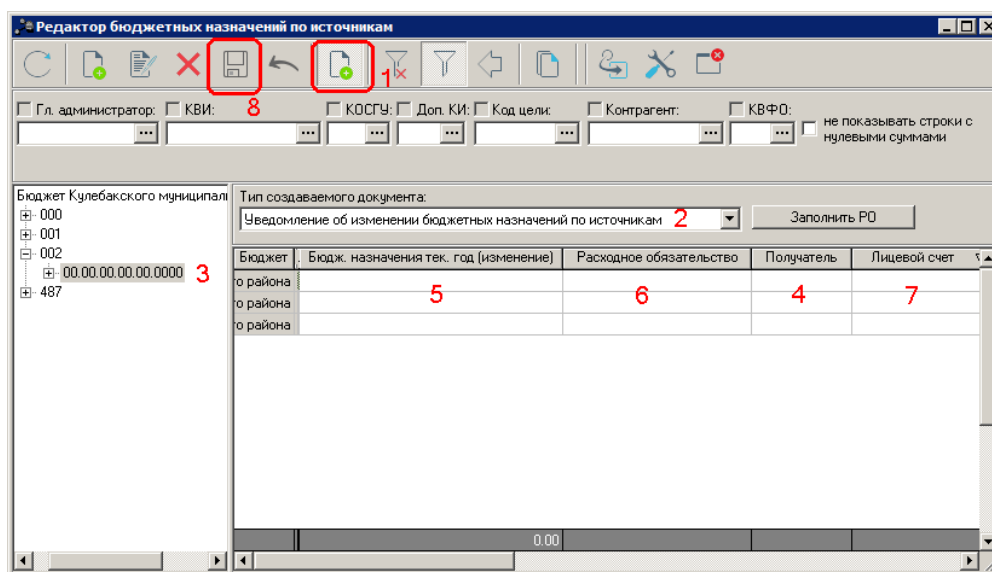 Редактор бюджетных назначений по источникам
1
8
Гл. администратор: КВИ: КОСГУ: Доп. КИ: Код цели: Контрагент: КВФО:
не показывать строки с
нулевыми суммами
Бюджет Кулебакского муниципал
000
001
002
00.00.00.00.00.0000 3
487
Тип создаваемого документа:
Уведомление об изменении бюджетных назначений по источникам 2
Заполнить РО
Бюджет Бюдж. назначения тек. год (изменение) Расходное обязательство Получатель Лицевой счет
го района
го района
го района
5 6 4 7
0.00